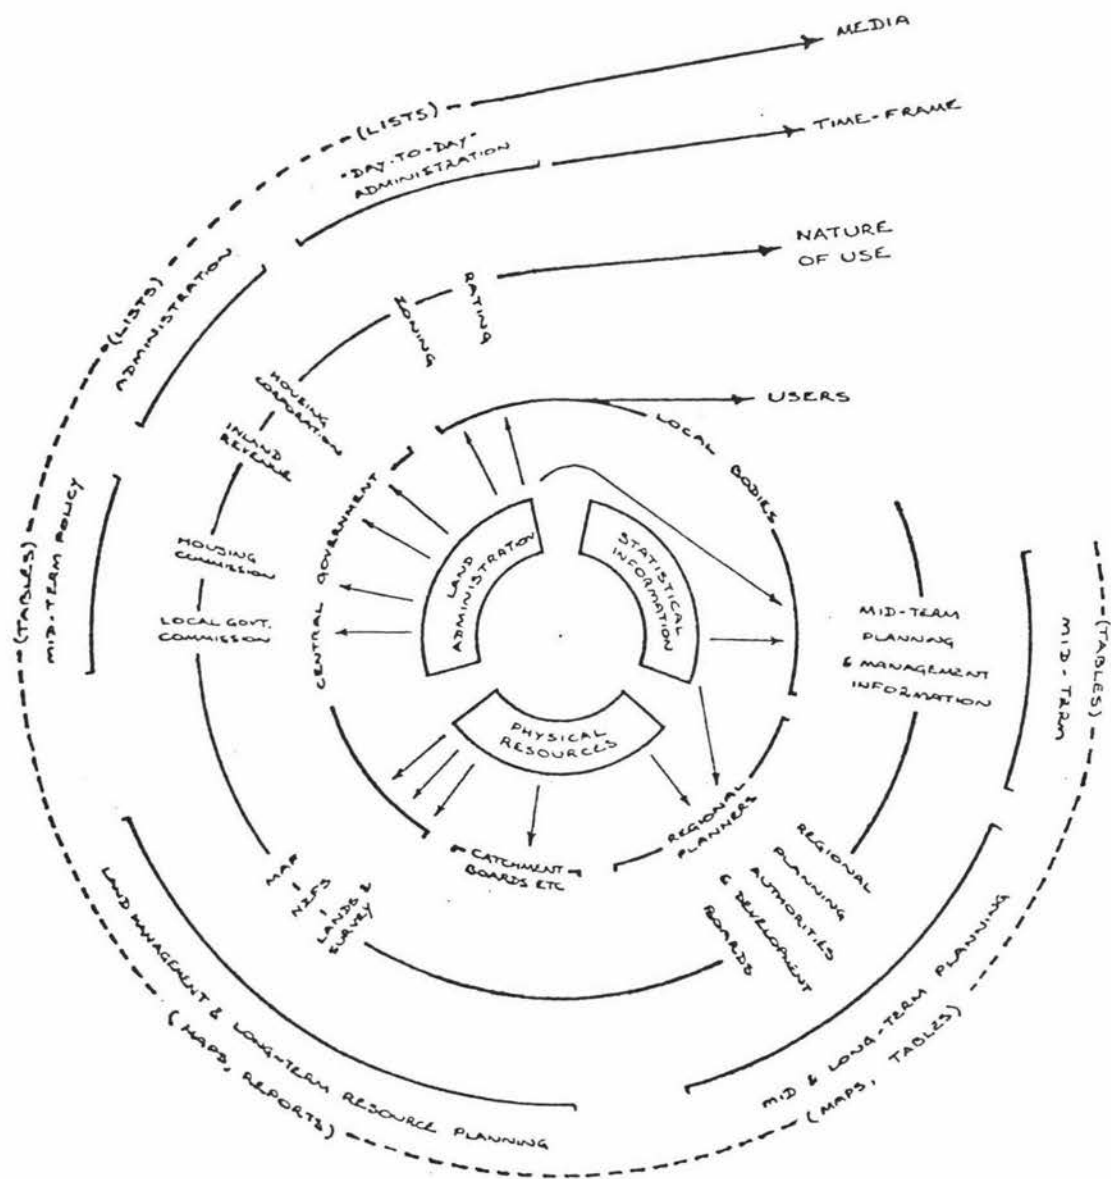 MEDIA
(LISTS)
TIME-FRAME
"DAY-TO-DAY"
ADMINISTRATION
NATURE
OF USE
RATING
ZONING
(LISTS)
ADMINISTRATION
HOUSING
CORPORATION
INLAND
REVENUE
USERS
LOCAL BODIES
CENTRAL GOVERNMENT
LAND
ADMINISTRATION
STATISTICAL
INFORMATION
PHYSICAL
RESOURCES
(TABLES)
MID-TERM POLICY
HOUSING
COMMISSION
LOCAL GOVT.
COMMISSION
MID-TERM
PLANNING
& MANAGEMENT
INFORMATION
(TABLES)
MID-TERM
REGIONAL
PLANNERS
CATCHMENT
BOARDS ETC
MAF
NZFS
LANDS &
SURVEY
REGIONAL
PLANNING
AUTHORITIES
& DEVELOPMENT
BOARDS
LAND MANAGEMENT & LONG-TERM RESOURCE PLANNING
(MAPS, REPORTS)
MID & LONG-TERM PLANNING
(MAPS, TABLES)